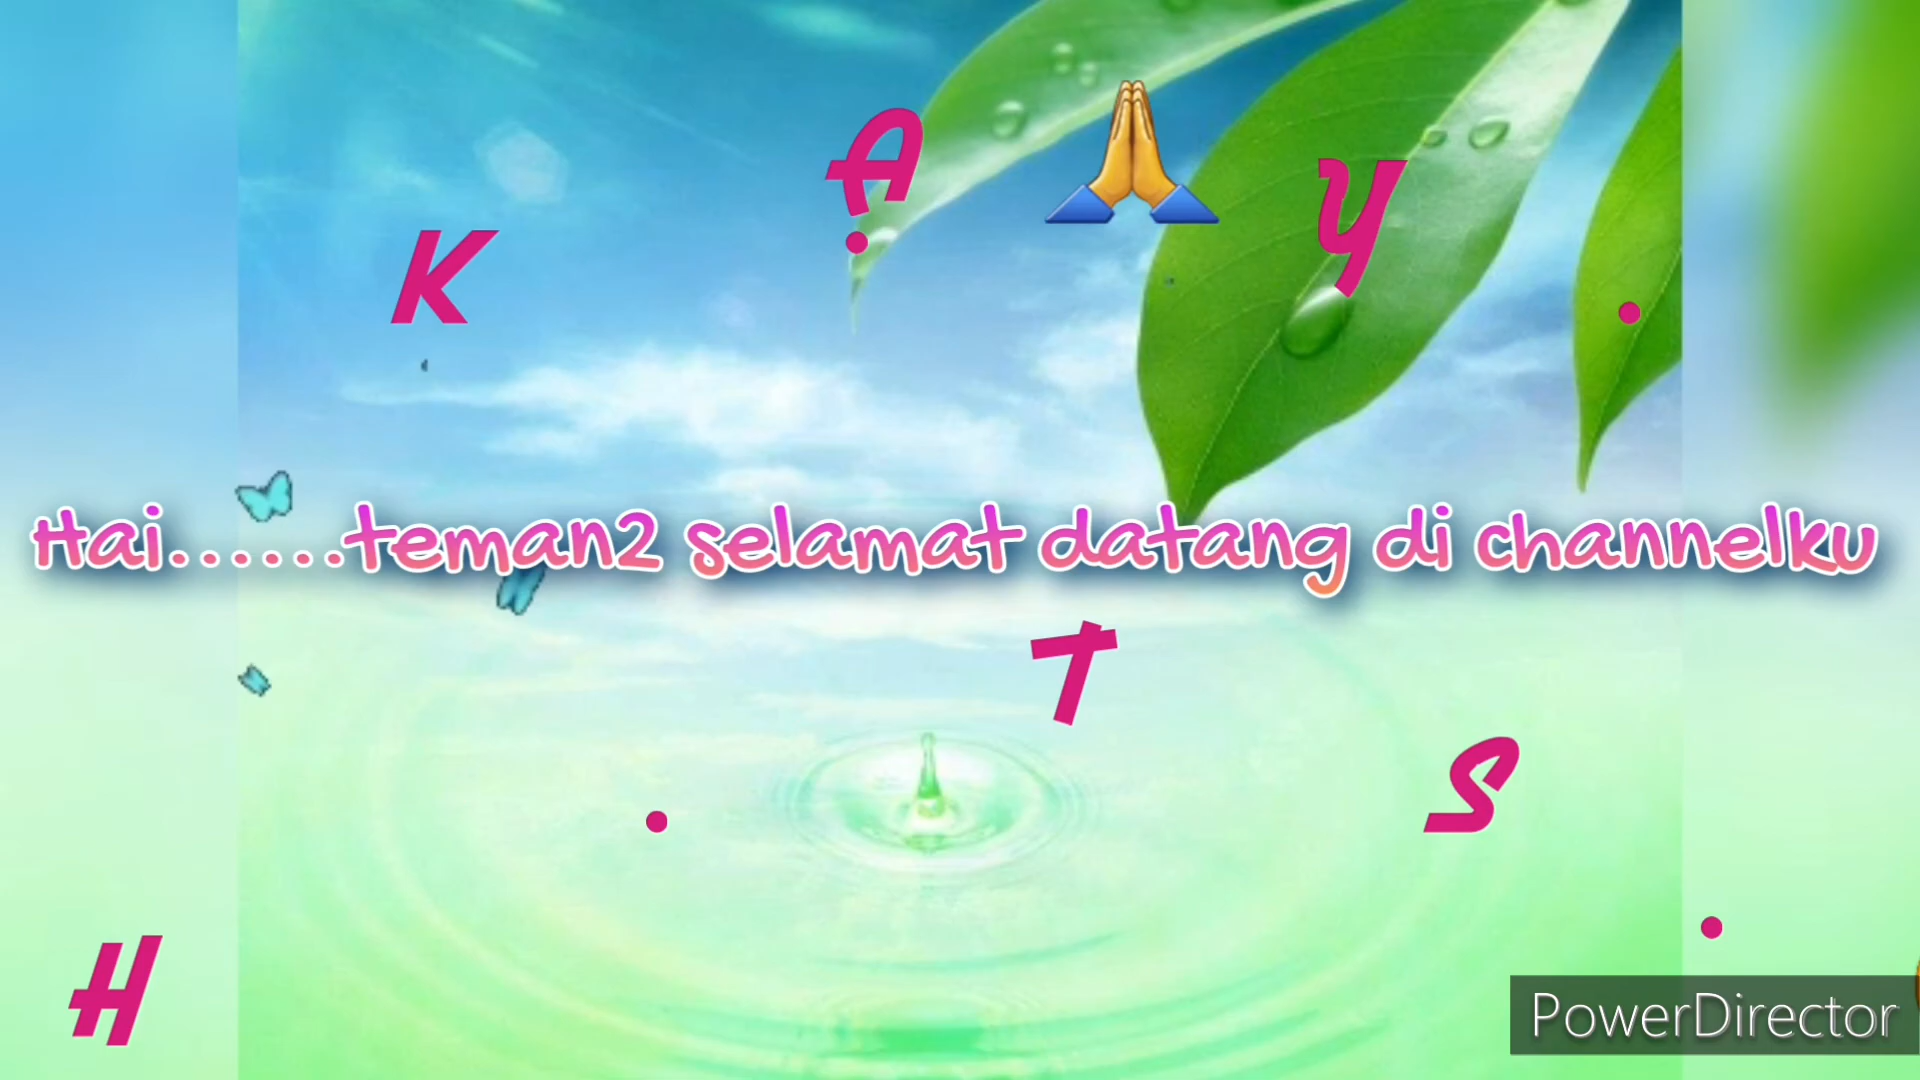 A
Y
K
Hai......teman2 selamat datang di channelku
T
S
H
PowerDirector